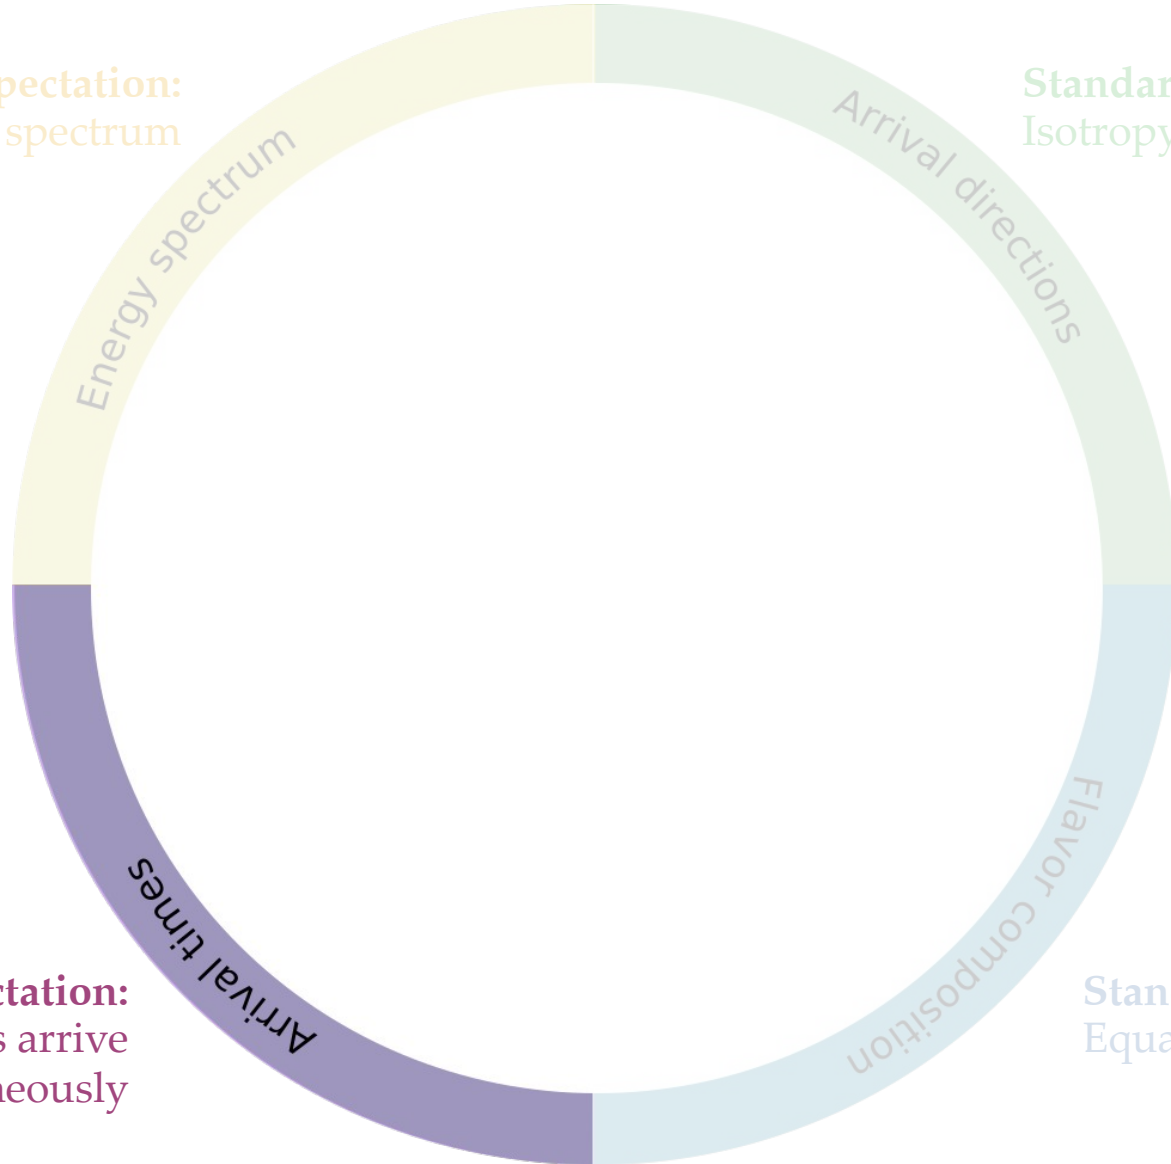 pectation:
spectrum
Standar
Isotropy
Energy spectrum
Arrival directions
Arrival times
Flavor composition
ctation:
s arrive
neously
Stan
Equa